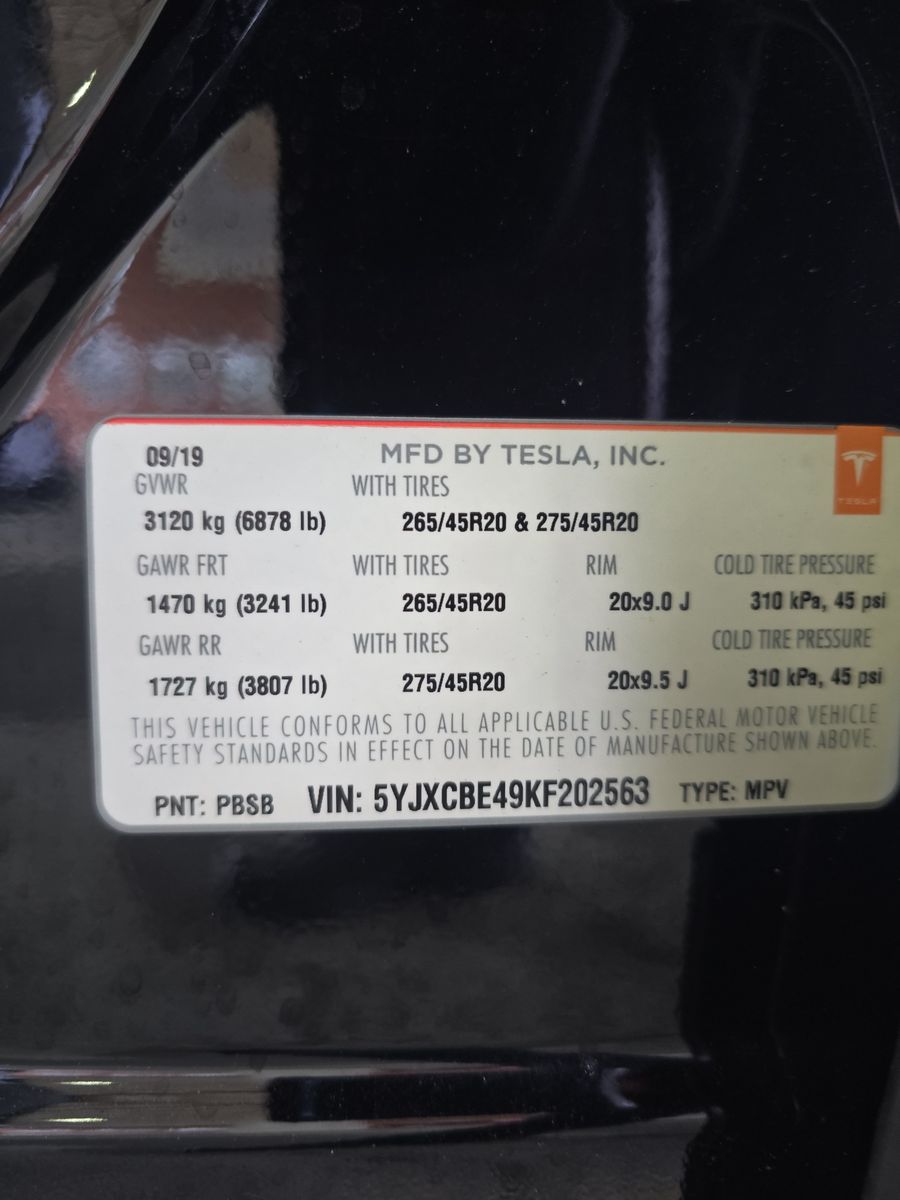 09/19 MFD BY TESLA, INC.
TESLA
GVWR WITH TIRES
3120 kg (6878 lb) 265/45R20 & 275/45R20
GAWR FRT WITH TIRES RIM COLD TIRE PRESSURE
1470 kg (3241 lb) 265/45R20 20x9.0 J 310 kPa, 45 psi
GAWR RR WITH TIRES RIM COLD TIRE PRESSURE
1727 kg (3807 lb) 275/45R20 20x9.5 J 310 kPa, 45 psi
THIS VEHICLE CONFORMS TO ALL APPLICABLE U.S. FEDERAL MOTOR VEHICLE
SAFETY STANDARDS IN EFFECT ON THE DATE OF MANUFACTURE SHOWN ABOVE.
PNT: PBSB VIN: 5YJXCBE49KF202563 TYPE: MPV